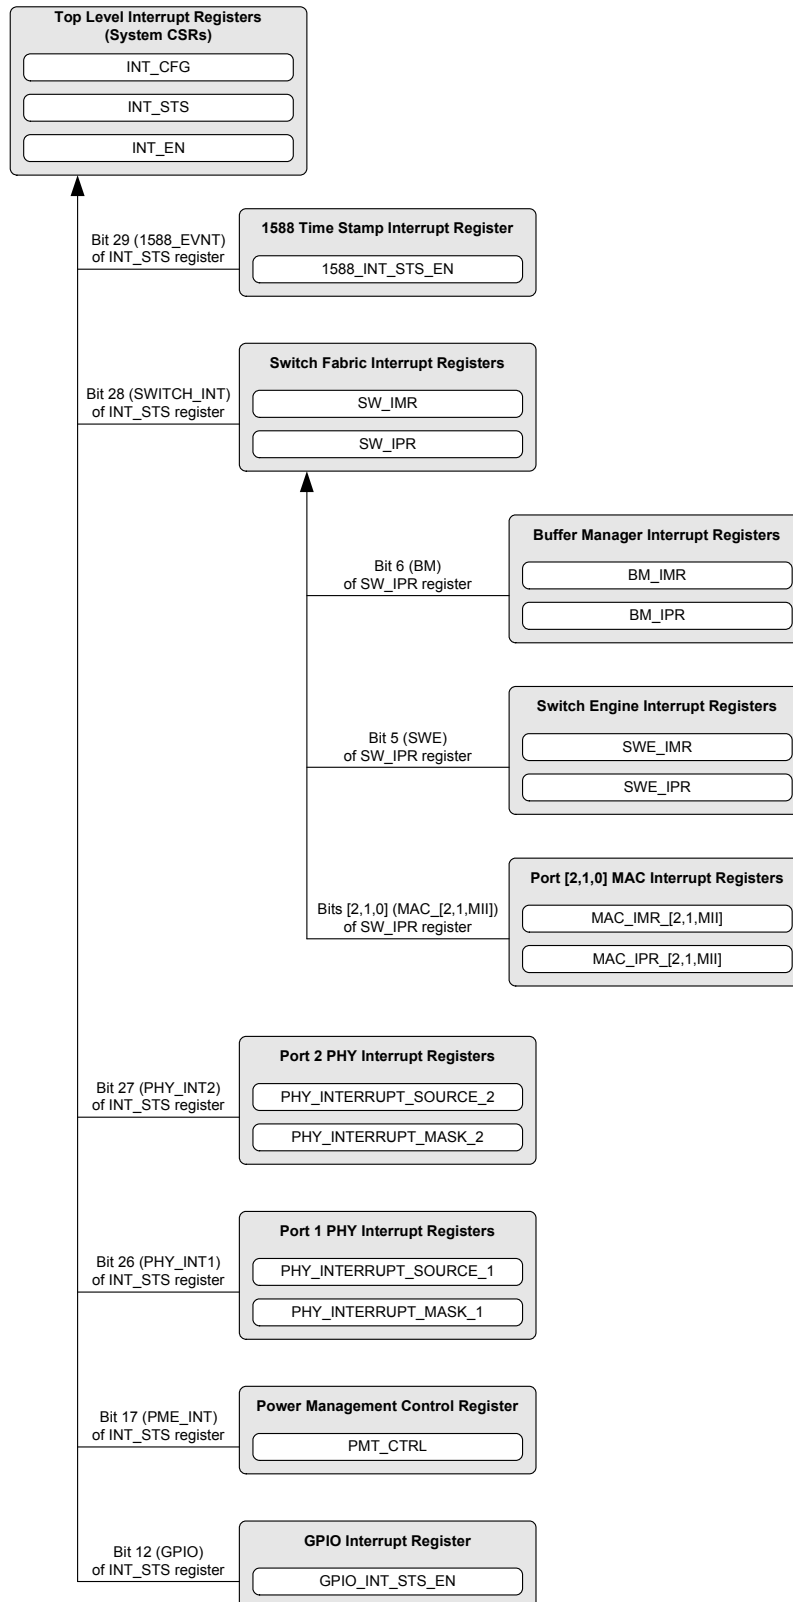 Top Level Interrupt Registers
(System CSRs)
INT_CFG
INT_STS
INT_EN
Bit 29 (1588_EVNT)
of INT_STS register
1588 Time Stamp Interrupt Register
1588_INT_STS_EN
Bit 28 (SWITCH_INT)
of INT_STS register
Switch Fabric Interrupt Registers
SW_IMR
SW_IPR
Bit 6 (BM)
of SW_IPR register
Buffer Manager Interrupt Registers
BM_IMR
BM_IPR
Bit 5 (SWE)
of SW_IPR register
Switch Engine Interrupt Registers
SWE_IMR
SWE_IPR
Bits [2,1,0] (MAC_[2,1,MII])
of SW_IPR register
Port [2,1,0] MAC Interrupt Registers
MAC_IMR_[2,1,MII]
MAC_IPR_[2,1,MII]
Bit 27 (PHY_INT2)
of INT_STS register
Port 2 PHY Interrupt Registers
PHY_INTERRUPT_SOURCE_2
PHY_INTERRUPT_MASK_2
Bit 26 (PHY_INT1)
of INT_STS register
Port 1 PHY Interrupt Registers
PHY_INTERRUPT_SOURCE_1
PHY_INTERRUPT_MASK_1
Bit 17 (PME_INT)
of INT_STS register
Power Management Control Register
PMT_CTRL
Bit 12 (GPIO)
of INT_STS register
GPIO Interrupt Register
GPIO_INT_STS_EN